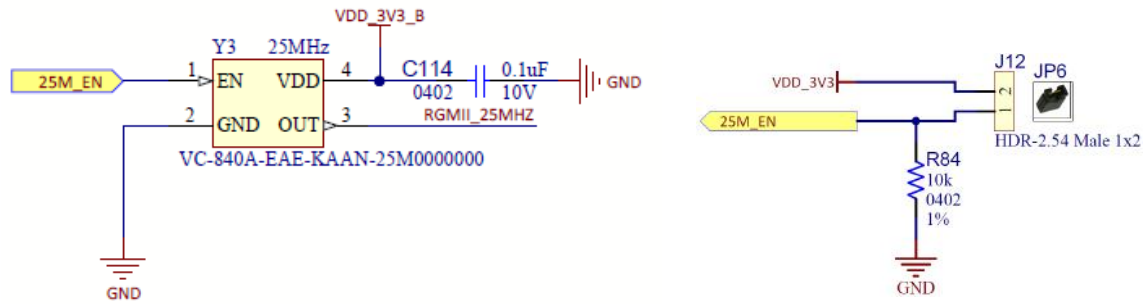 VDD_3V3_B
Y3 25MHz
25M_EN
1 EN VDD 4
C114 0.1uF
0402 10V
GND
2 GND OUT 3
RGMII_25MHZ
VC-840A-EAE-KAAN-25M0000000
GND
J12 JP6
VDD_3V3
2
25M_EN
1
HDR-2.54 Male 1x2
R84
10k
0402
1%
GND